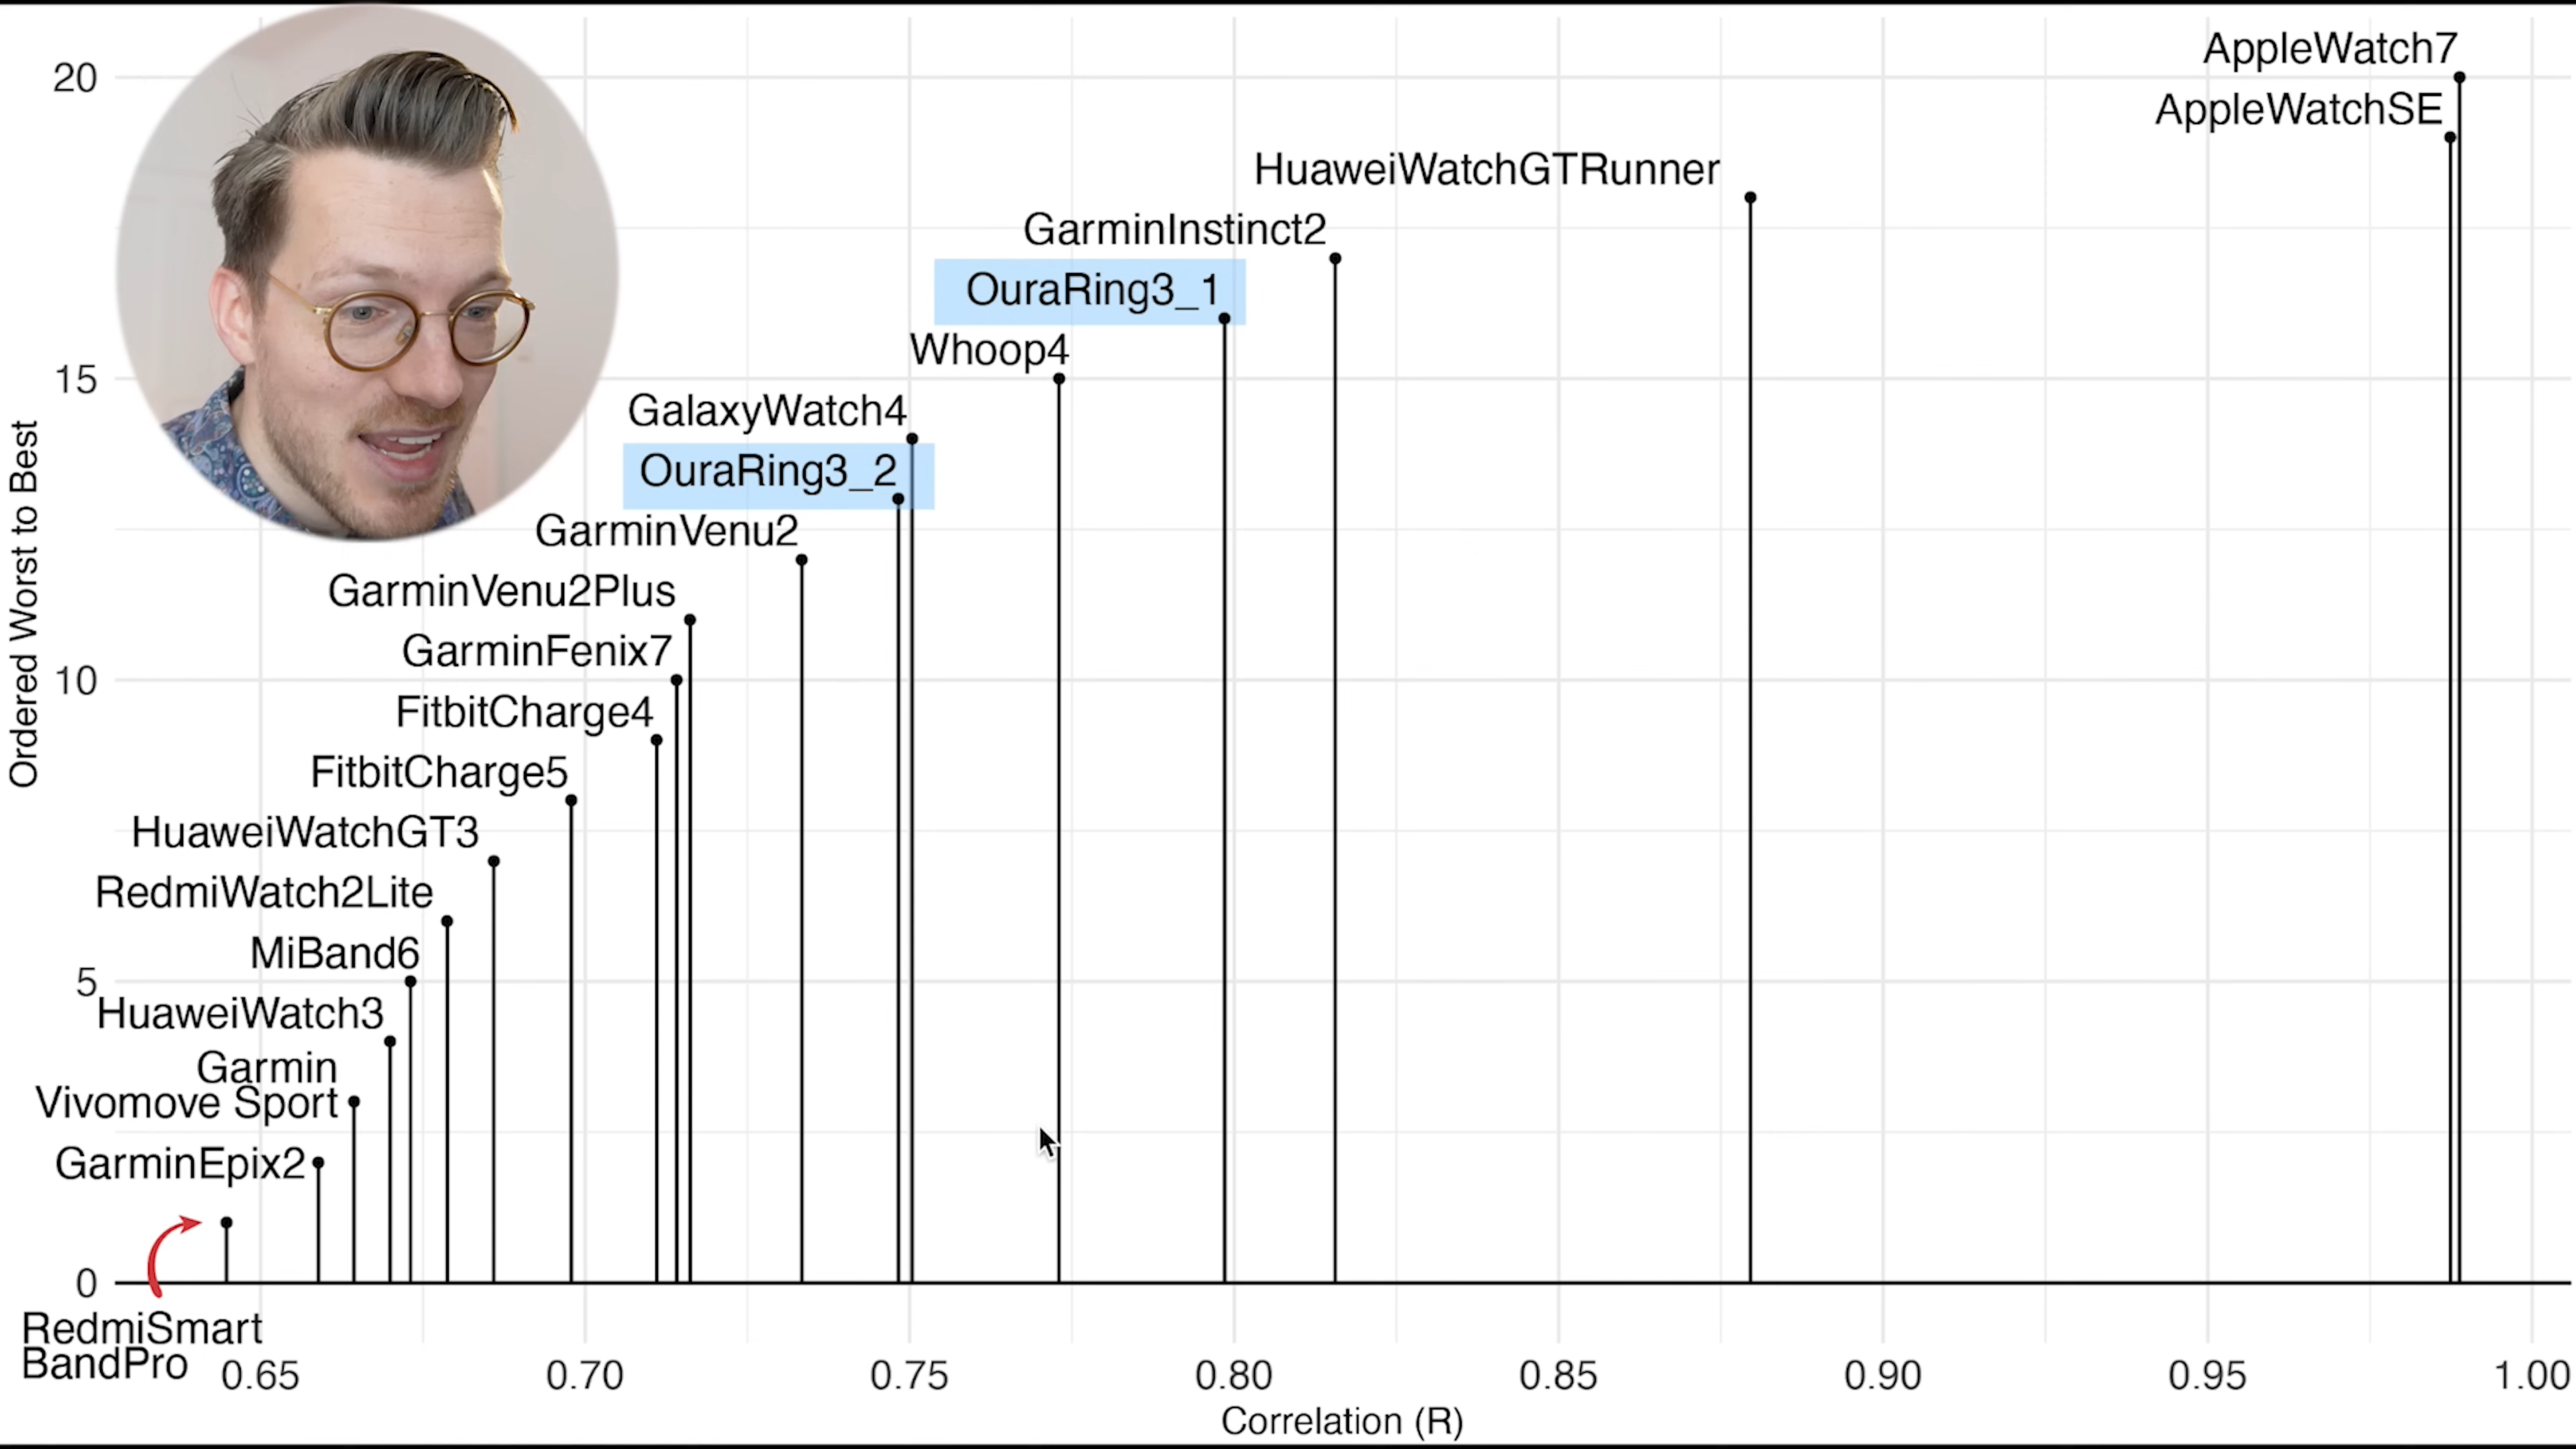 AppleWatch7
20
AppleWatchSE
HuaweiWatchGTRunner
GarminInstinct2
OuraRing3_1
Whoop4
15
GalaxyWatch4
OuraRing3_2
GarminVenu2
GarminVenu2Plus
GarminFenix7
10
FitbitCharge4
FitbitCharge5
HuaweiWatchGT3
RedmiWatch2Lite
MiBand6
5
HuaweiWatch3
Garmin
Vivomove Sport
GarminEpix2
0
RedmiSmart
BandPro
Ordered Worst to Best
0.65 0.70 0.75 0.80 0.85 0.90 0.95 1.00
Correlation (R)